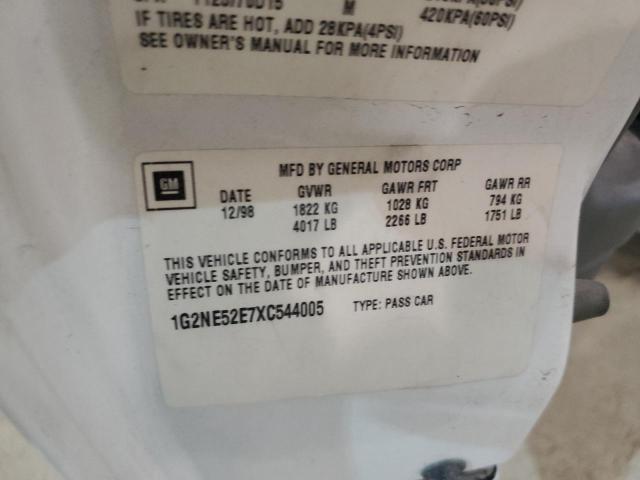 M
420KPA(60PSI)
IF TIRES ARE HOT, ADD 28KPA(4PSI)
SEE OWNER'S MANUAL FOR MORE INFORMATION
GM
MFD BY GENERAL MOTORS CORP
DATE GVWR GAWR FRT GAWR RR
12/98 1822 KG 1028 KG 794 KG
4017 LB 2266 LB 1751 LB
THIS VEHICLE CONFORMS TO ALL APPLICABLE U.S. FEDERAL MOTOR
VEHICLE SAFETY, BUMPER, AND THEFT PREVENTION STANDARDS IN
EFFECT ON THE DATE OF MANUFACTURE SHOWN ABOVE.
1G2NE52E7XC544005 TYPE: PASS CAR